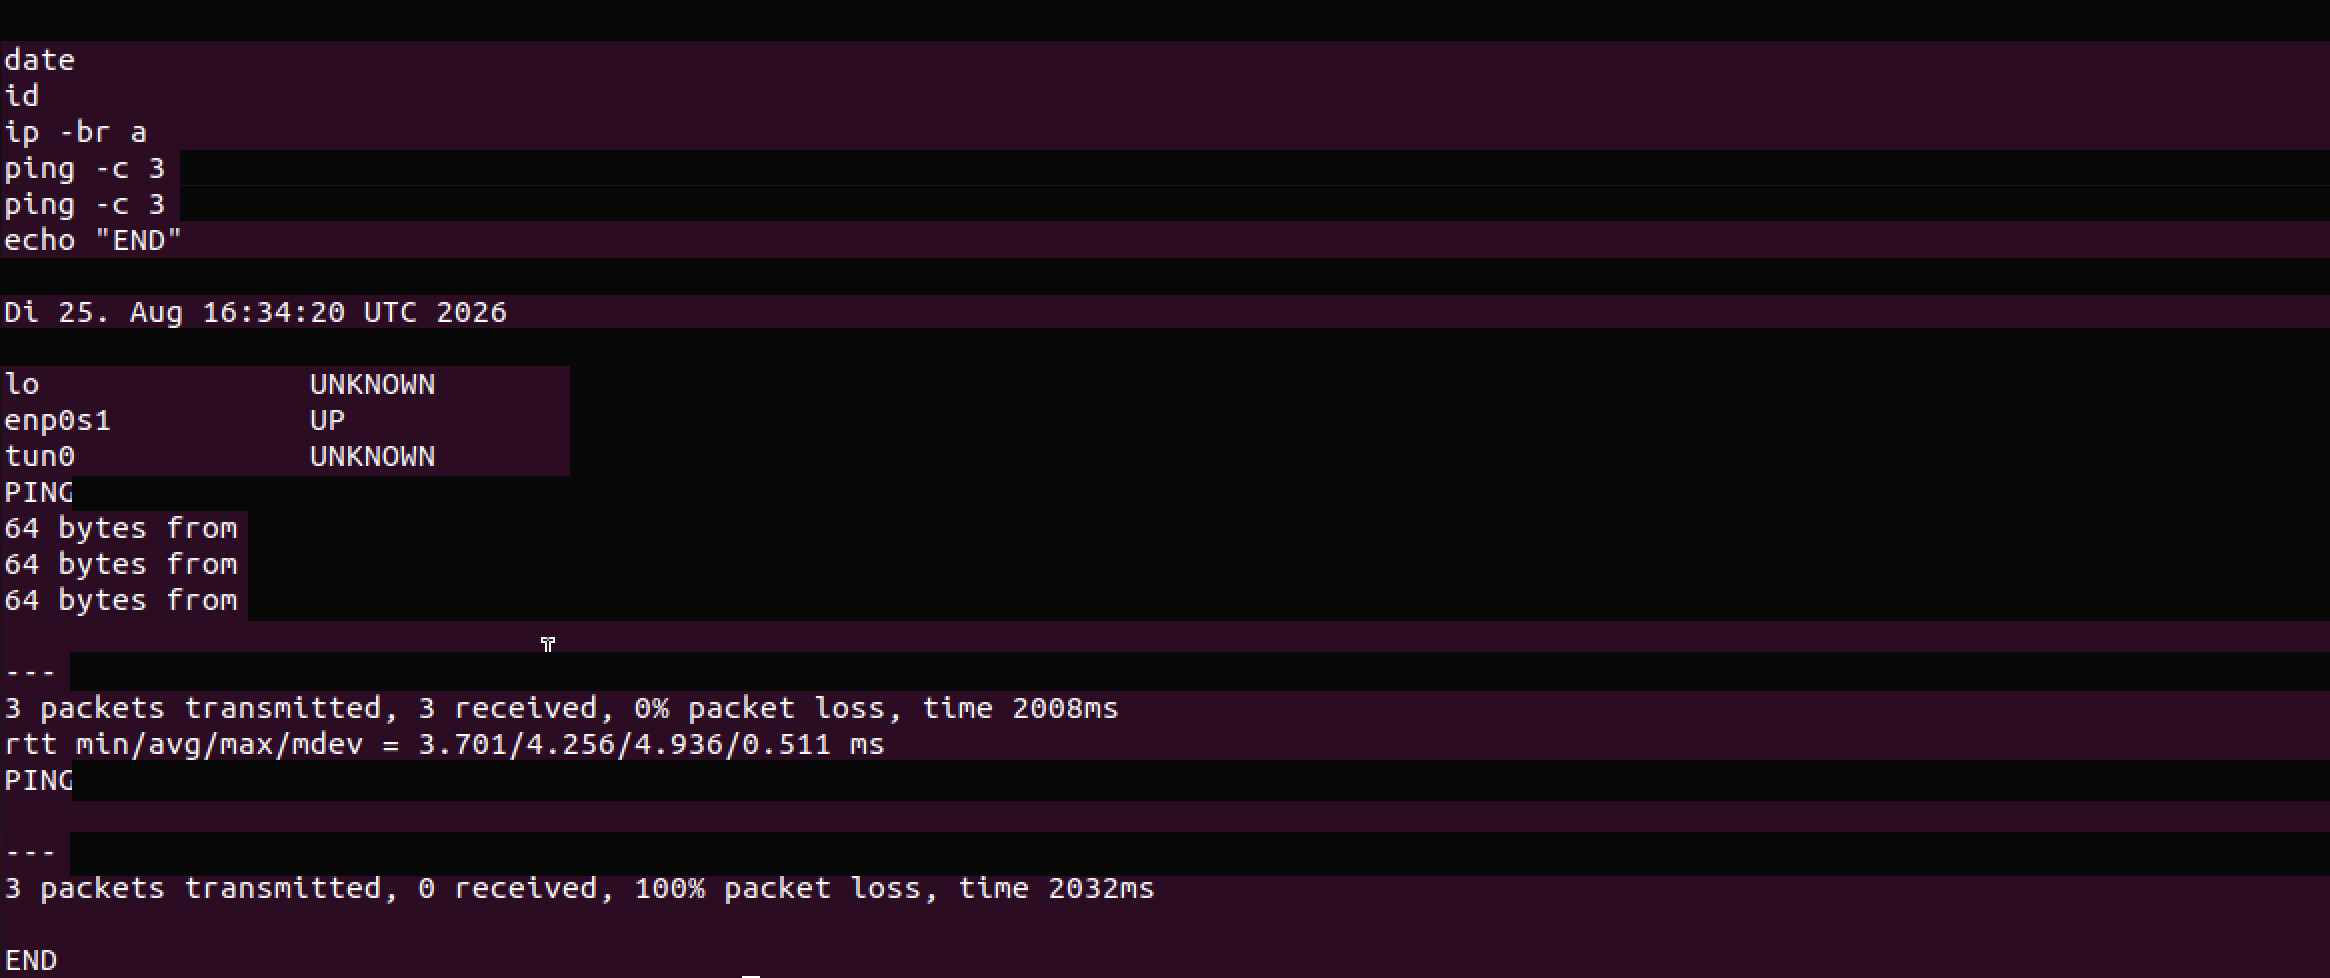 date
id
ip -br a
ping -c 3
ping -c 3
echo "END"
Di 25. Aug 16:34:20 UTC 2026
lo UNKNOWN
enp0s1 UP
tun0 UNKNOWN
PING
64 bytes from
64 bytes from
64 bytes from
---
3 packets transmitted, 3 received, 0% packet loss, time 2008ms
rtt min/avg/max/mdev = 3.701/4.256/4.936/0.511 ms
PING
---
3 packets transmitted, 0 received, 100% packet loss, time 2032ms
END